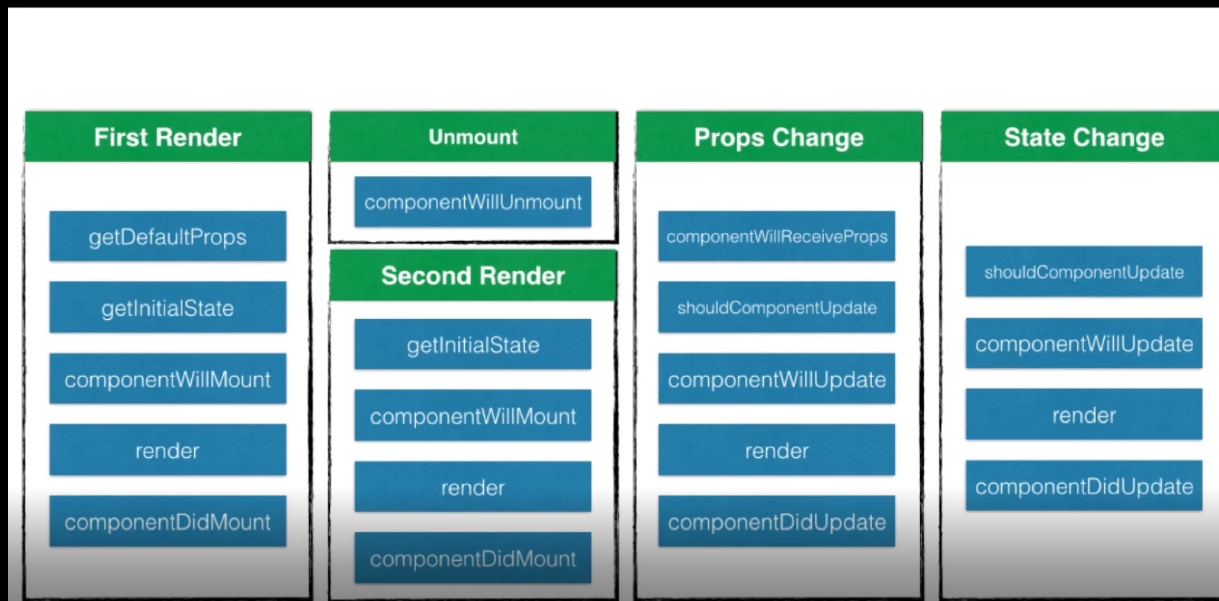 First Render
getDefaultProps
getInitialState
componentWillMount
render
componentDidMount
Unmount
componentWillUnmount
Second Render
getInitialState
componentWillMount
render
componentDidMount
Props Change
componentWillReceiveProps
shouldComponentUpdate
componentWillUpdate
render
componentDidUpdate
State Change
shouldComponentUpdate
componentWillUpdate
render
componentDidUpdate